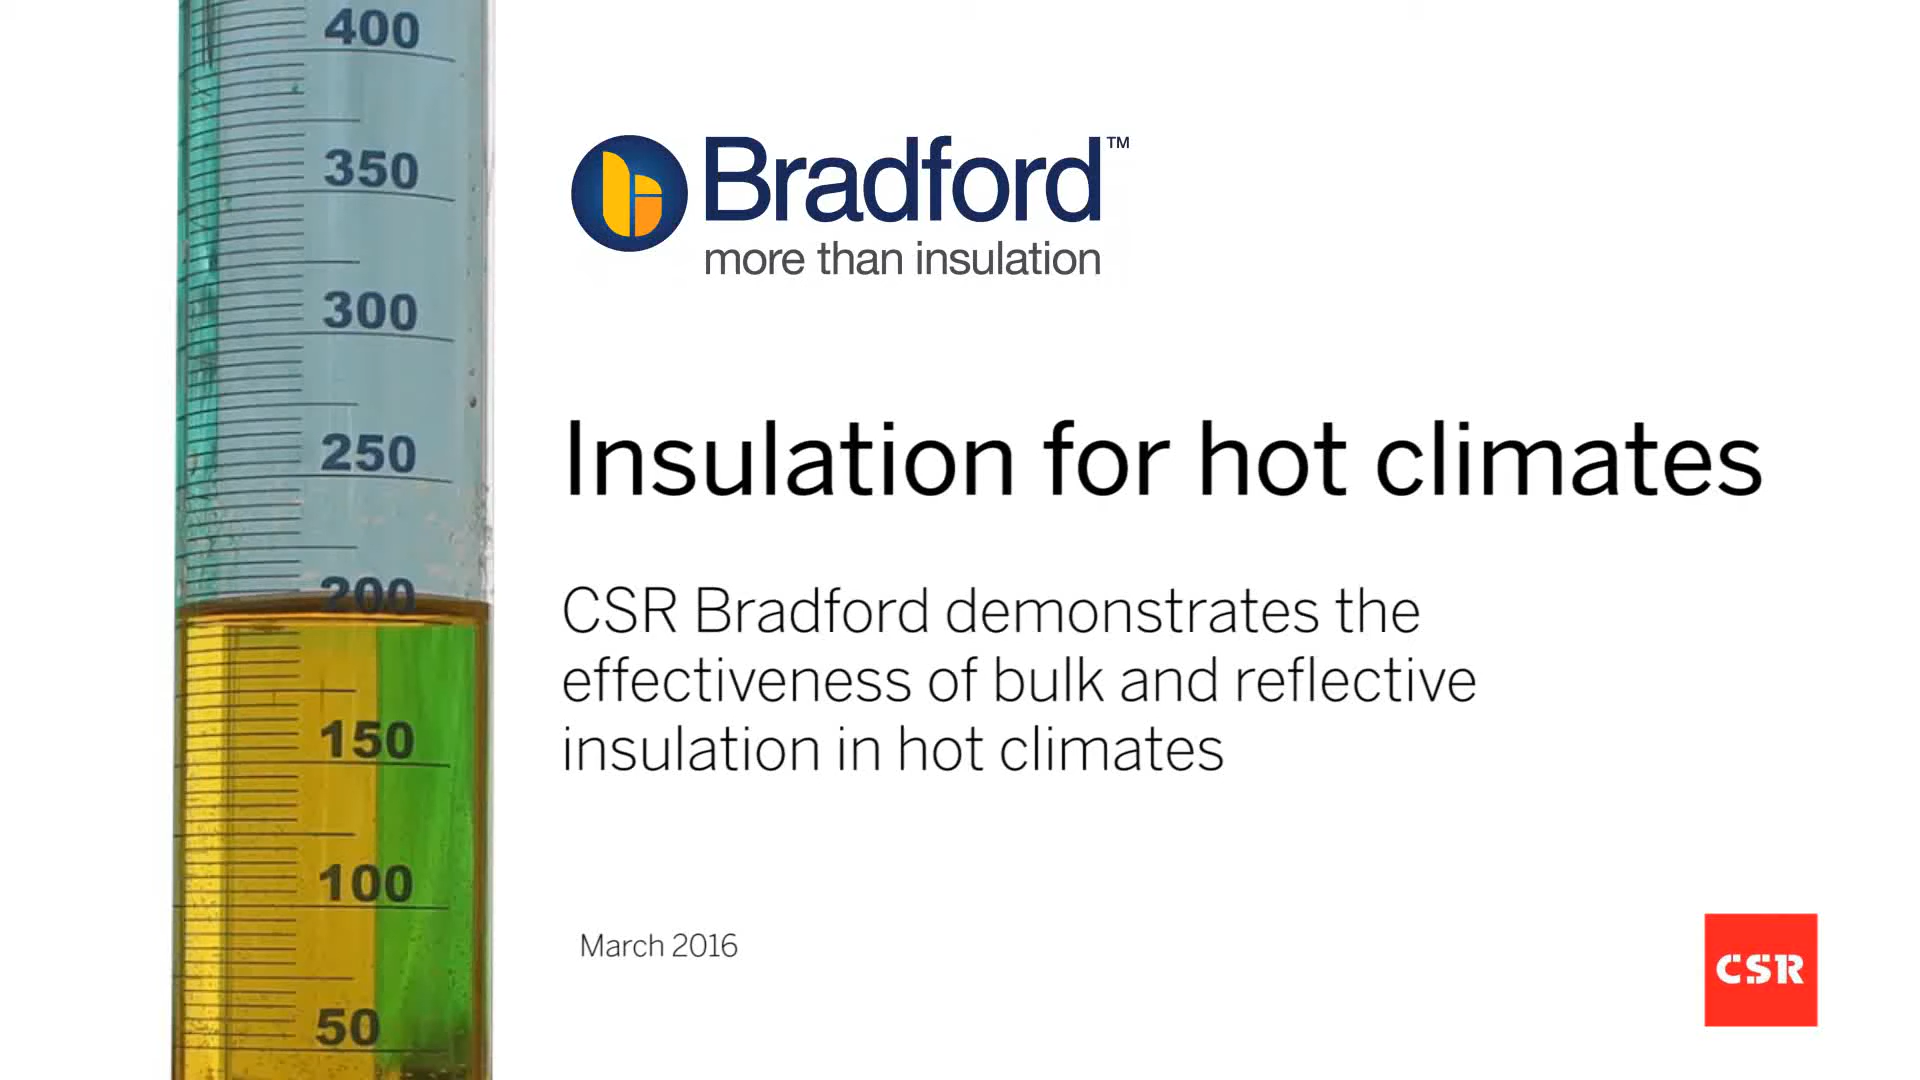 400
350
300
250
200
150
100
50
Bradford™
more than insulation
Insulation for hot climates
CSR Bradford demonstrates the
effectiveness of bulk and reflective
insulation in hot climates
March 2016
CSR